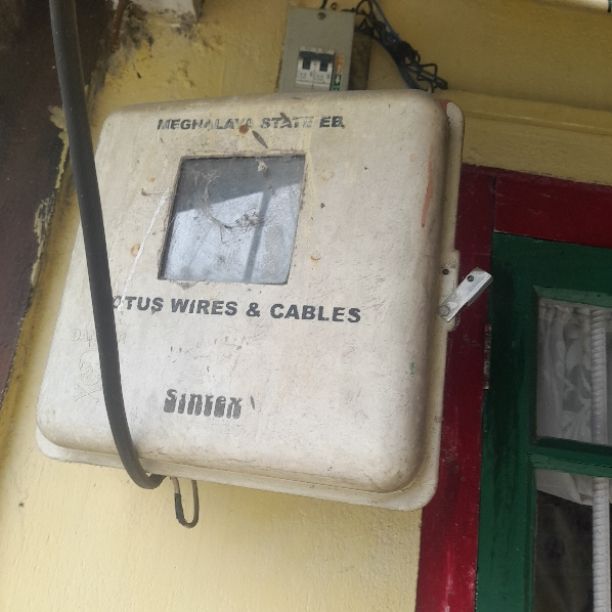 MEGHALAYA STATE EB,
OTUS WIRES & CABLES
Sintex